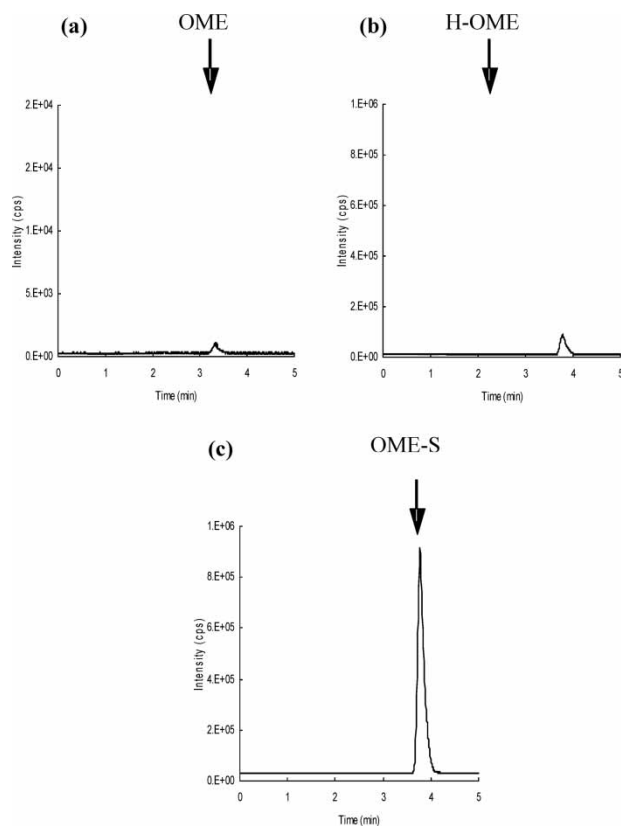 (a) OME
2.E+04
2.E+04
1.E+04
5.E+03
0.E+00
Intensity (cps)
0 1 2 3 4 5
Time (min)
(b) H-OME
1.E+06
8.E+05
6.E+05
4.E+05
2.E+05
0.E+00
Intensity (cps)
0 1 2 3 4 5
Time (min)
(c) OME-S
1.E+06
8.E+05
6.E+05
4.E+05
2.E+05
0.E+00
Intensity (cps)
0 1 2 3 4 5
Time (min)